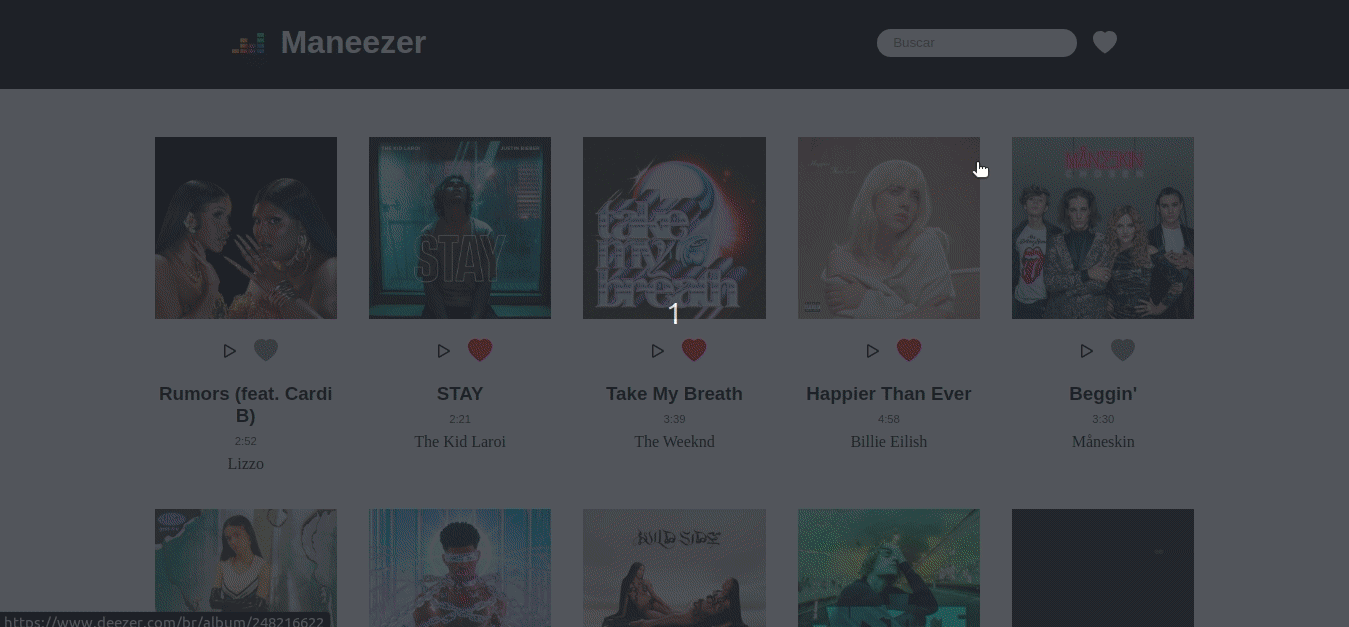 Maneezer
Buscar
THE KID LAROI JUSTIN BIEBER
STAY
take
my
breath
MÅNESKIN
CHOSEN
1
Rumors (feat. Cardi
B)
2:52
Lizzo
STAY
2:21
The Kid Laroi
Take My Breath
3:39
The Weeknd
Happier Than Ever
4:58
Billie Eilish
Beggin'
3:30
Måneskin
WILD SIDE
https://www.deezer.com/br/album/248216622